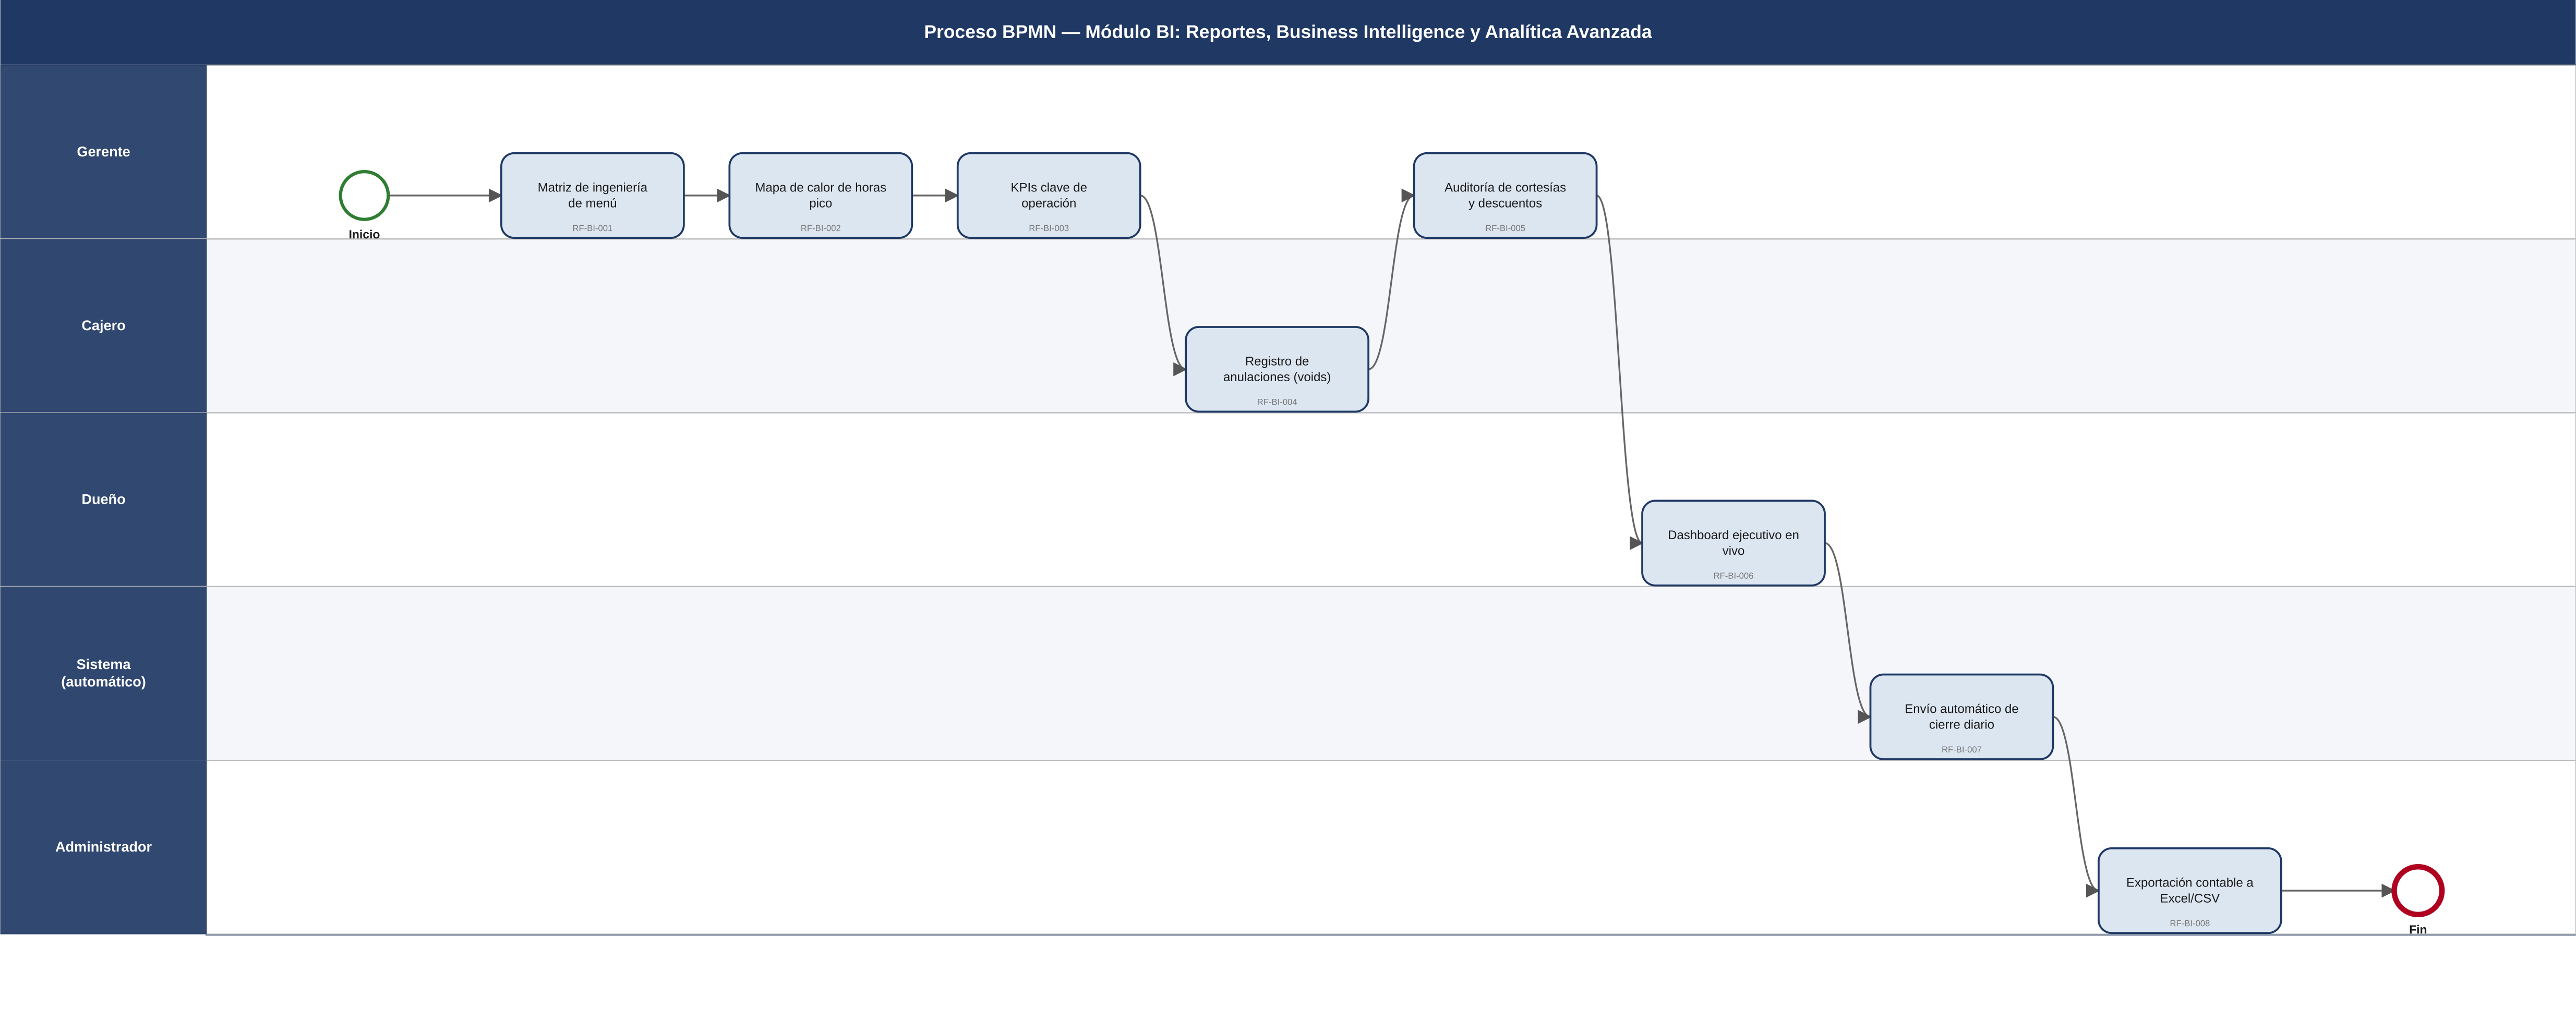 Proceso BPMN — Módulo BI: Reportes, Business Intelligence y Analítica Avanzada
Gerente
Inicio
Matriz de ingeniería
de menú
RF-BI-001
Mapa de calor de horas
pico
RF-BI-002
KPIs clave de
operación
RF-BI-003
Auditoría de cortesías
y descuentos
RF-BI-005
Cajero
Registro de
anulaciones (voids)
RF-BI-004
Dueño
Dashboard ejecutivo en
vivo
RF-BI-006
Sistema
(automático)
Envío automático de
cierre diario
RF-BI-007
Administrador
Exportación contable a
Excel/CSV
RF-BI-008
Fin